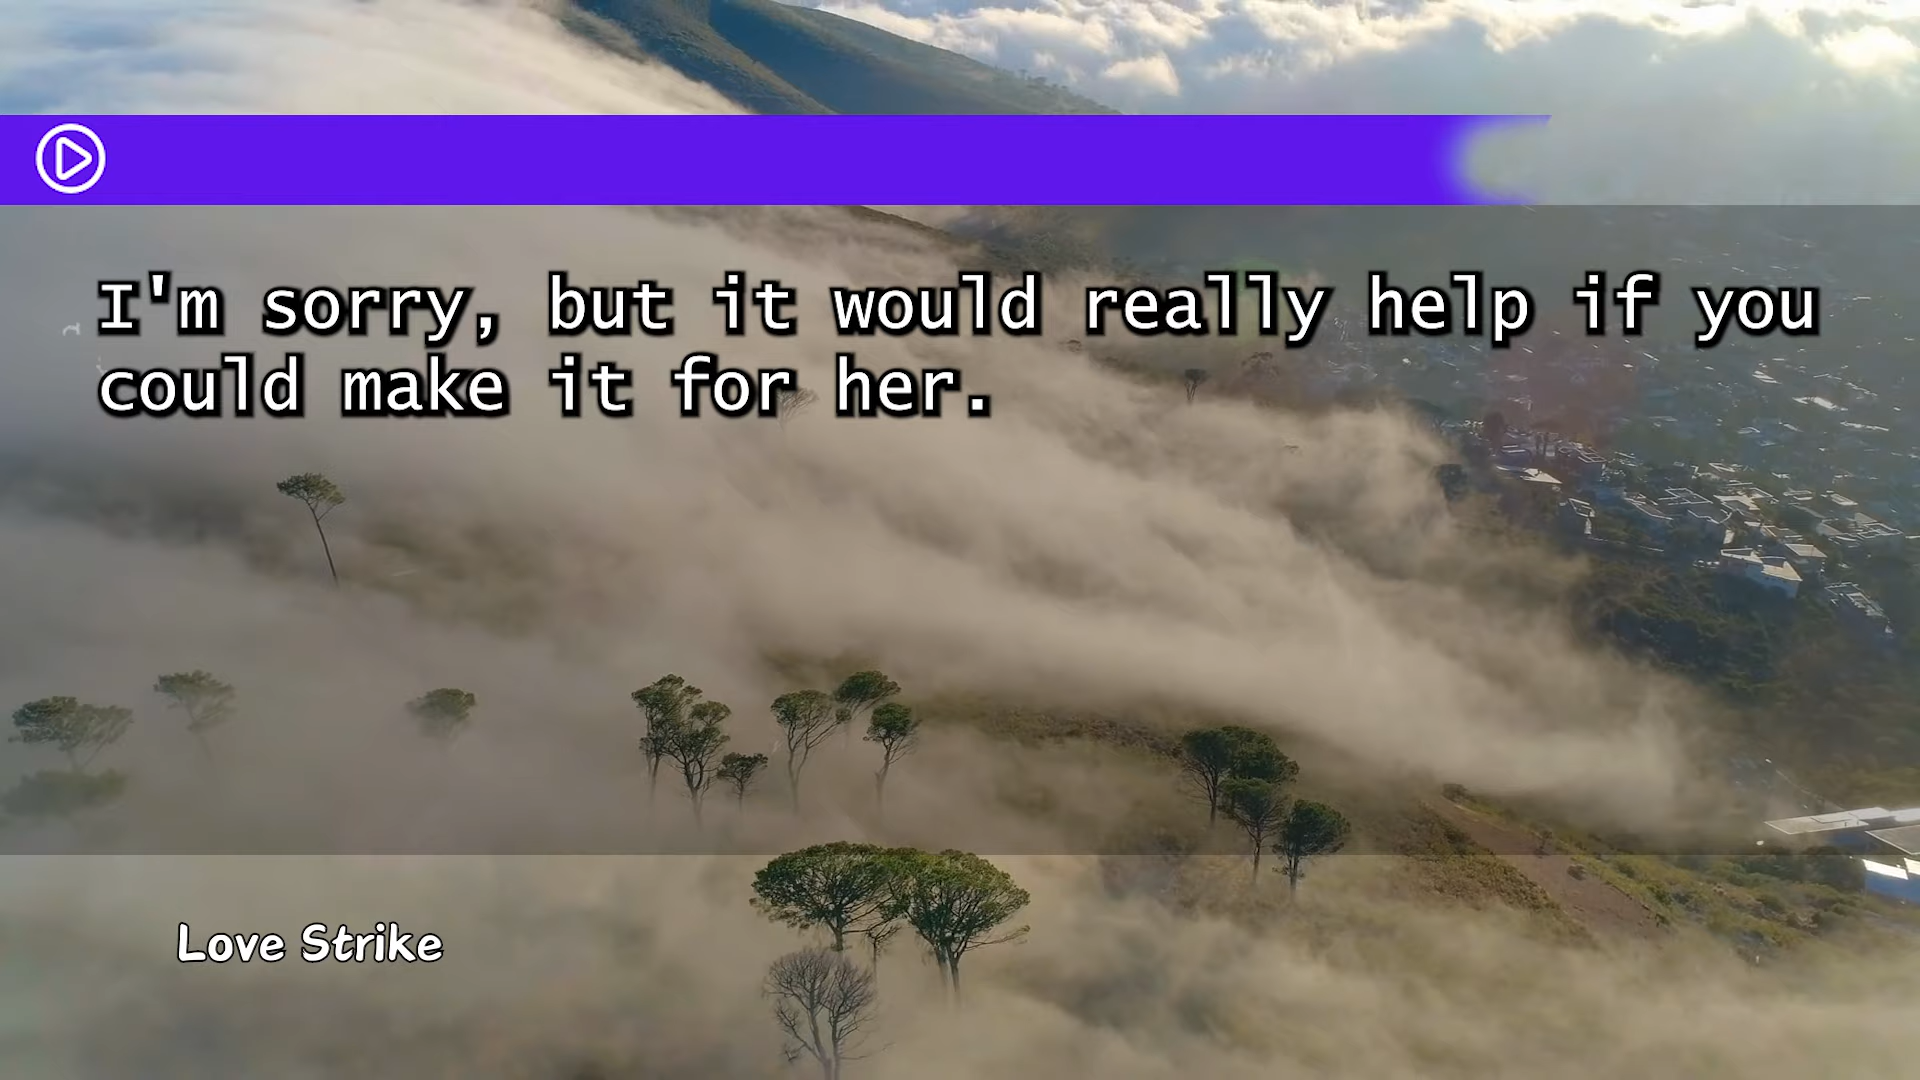 I'm sorry, but it would really help if you
could make it for her.
Love Strike